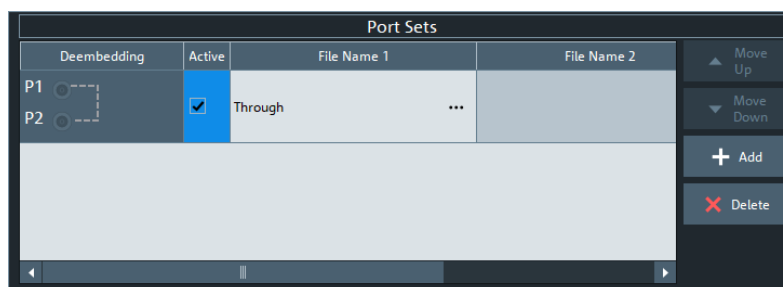 Port Sets
Deembedding Active File Name 1 File Name 2
P1
P2
Through ...
Move
Up
Move
Down
Add
Delete